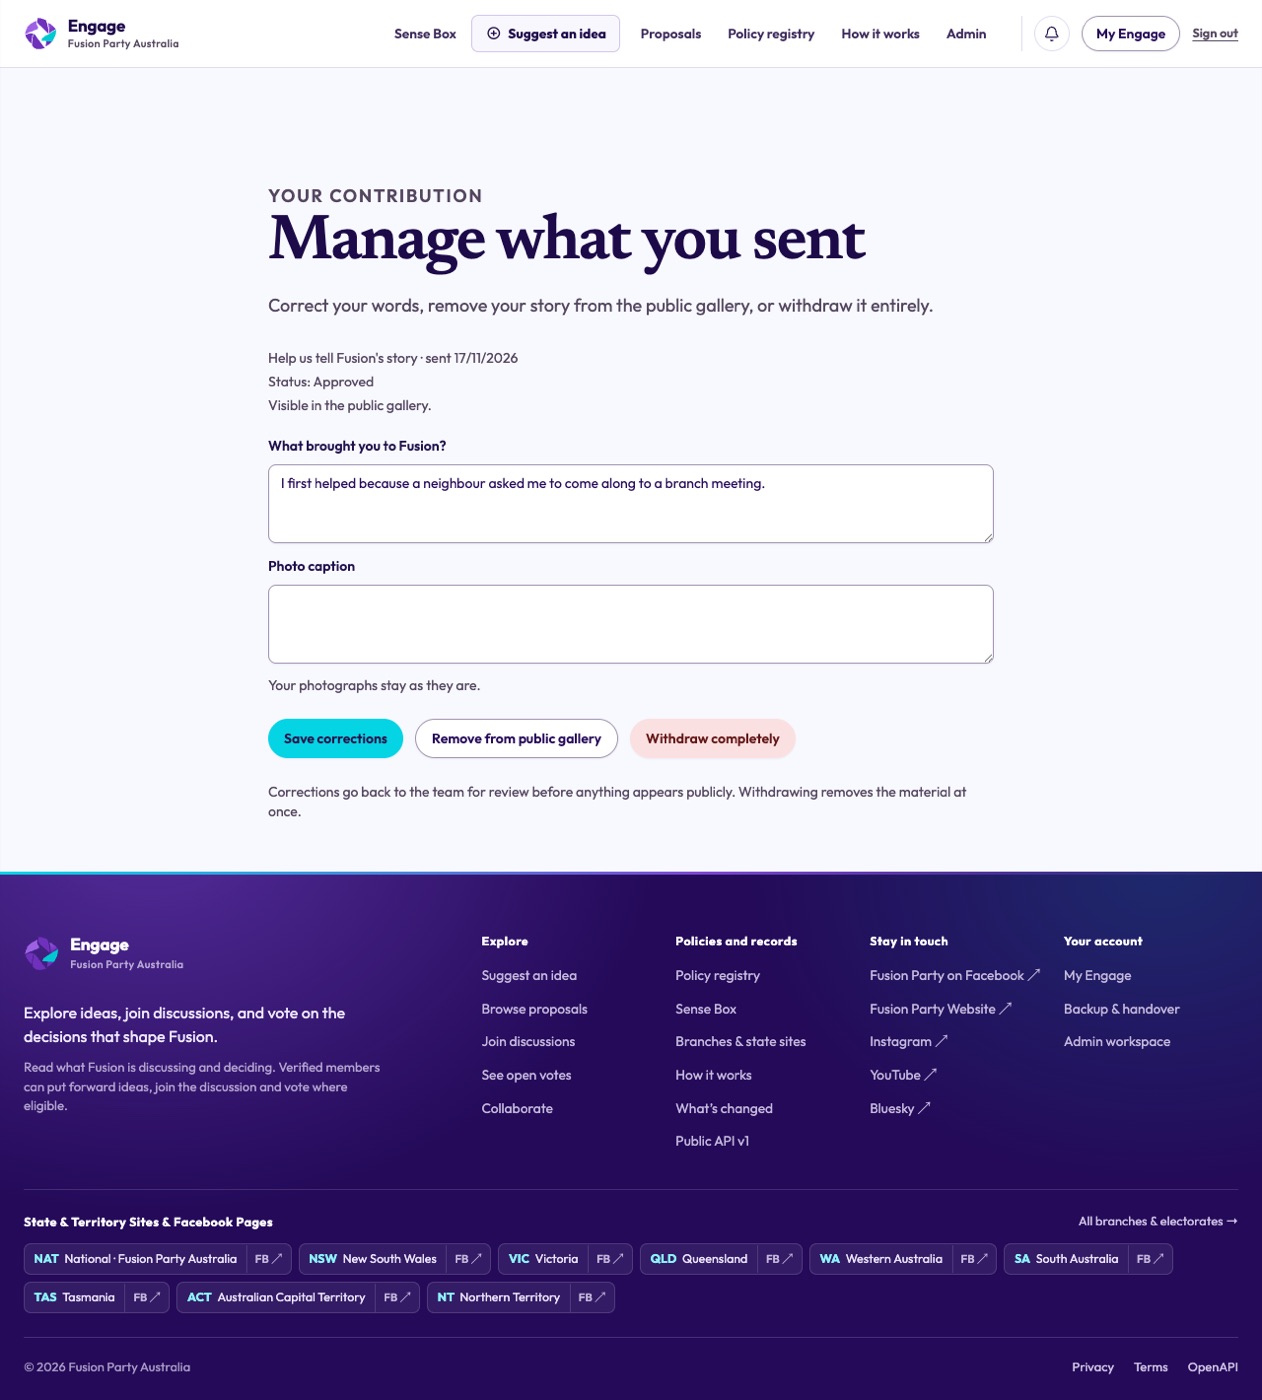 Engage
Fusion Party Australia
Sense Box
Suggest an idea
Proposals
Policy registry
How it works
Admin
My Engage
Sign out
YOUR CONTRIBUTION
Manage what you sent
Correct your words, remove your story from the public gallery, or withdraw it entirely.
Help us tell Fusion's story · sent 17/11/2026
Status: Approved
Visible in the public gallery.
What brought you to Fusion?
I first helped because a neighbour asked me to come along to a branch meeting.
Photo caption
Your photographs stay as they are.
Save corrections
Remove from public gallery
Withdraw completely
Corrections go back to the team for review before anything appears publicly. Withdrawing removes the material at
once.
Engage
Fusion Party Australia
Explore ideas, join discussions, and vote on the
decisions that shape Fusion.
Read what Fusion is discussing and deciding. Verified members
can put forward ideas, join the discussion and vote where
eligible.
Explore
Suggest an idea
Browse proposals
Join discussions
See open votes
Collaborate
Policies and records
Policy registry
Sense Box
Branches & state sites
How it works
What's changed
Public API v1
Stay in touch
Fusion Party on Facebook ↗
Fusion Party Website ↗
Instagram ↗
YouTube ↗
Bluesky ↗
Your account
My Engage
Backup & handover
Admin workspace
State & Territory Sites & Facebook Pages
All branches & electorates →
NAT National · Fusion Party Australia FB ↗
NSW New South Wales FB ↗
VIC Victoria FB ↗
QLD Queensland FB ↗
WA Western Australia FB ↗
SA South Australia FB ↗
TAS Tasmania FB ↗
ACT Australian Capital Territory FB ↗
NT Northern Territory FB ↗
© 2026 Fusion Party Australia
Privacy
Terms
OpenAPI